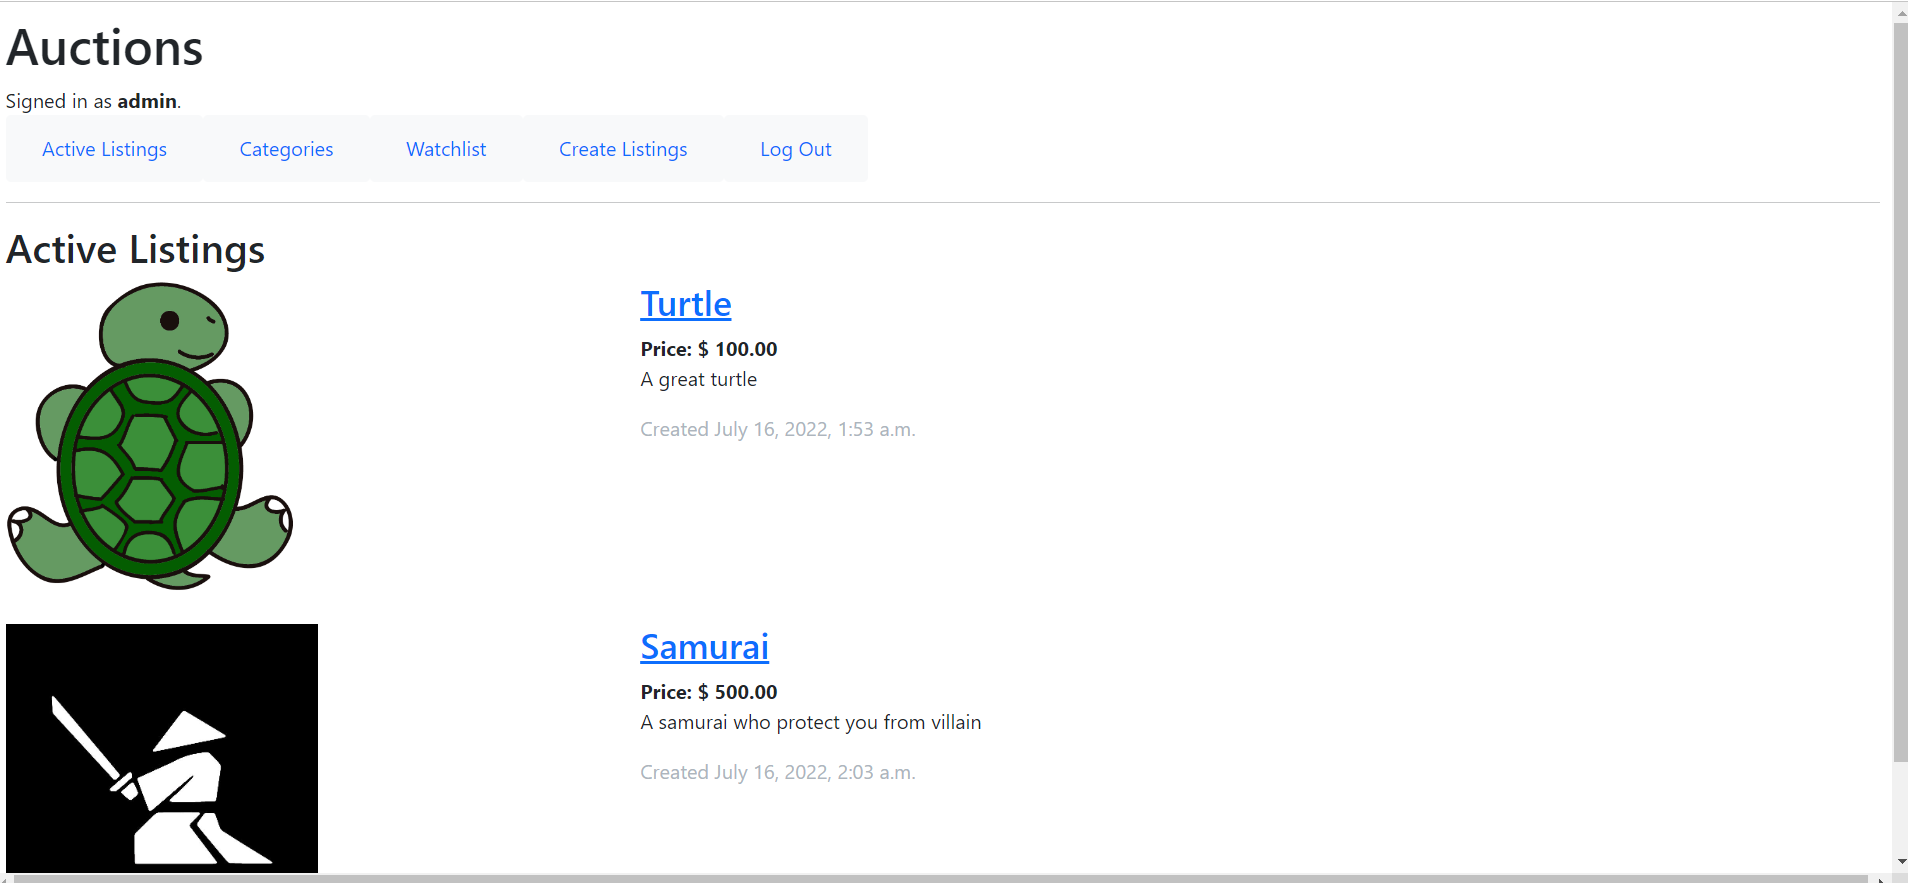 Auctions
Signed in as admin.
Active Listings Categories Watchlist Create Listings Log Out
Active Listings
Turtle
Price: $ 100.00
A great turtle
Created July 16, 2022, 1:53 a.m.
Samurai
Price: $ 500.00
A samurai who protect you from villain
Created July 16, 2022, 2:03 a.m.